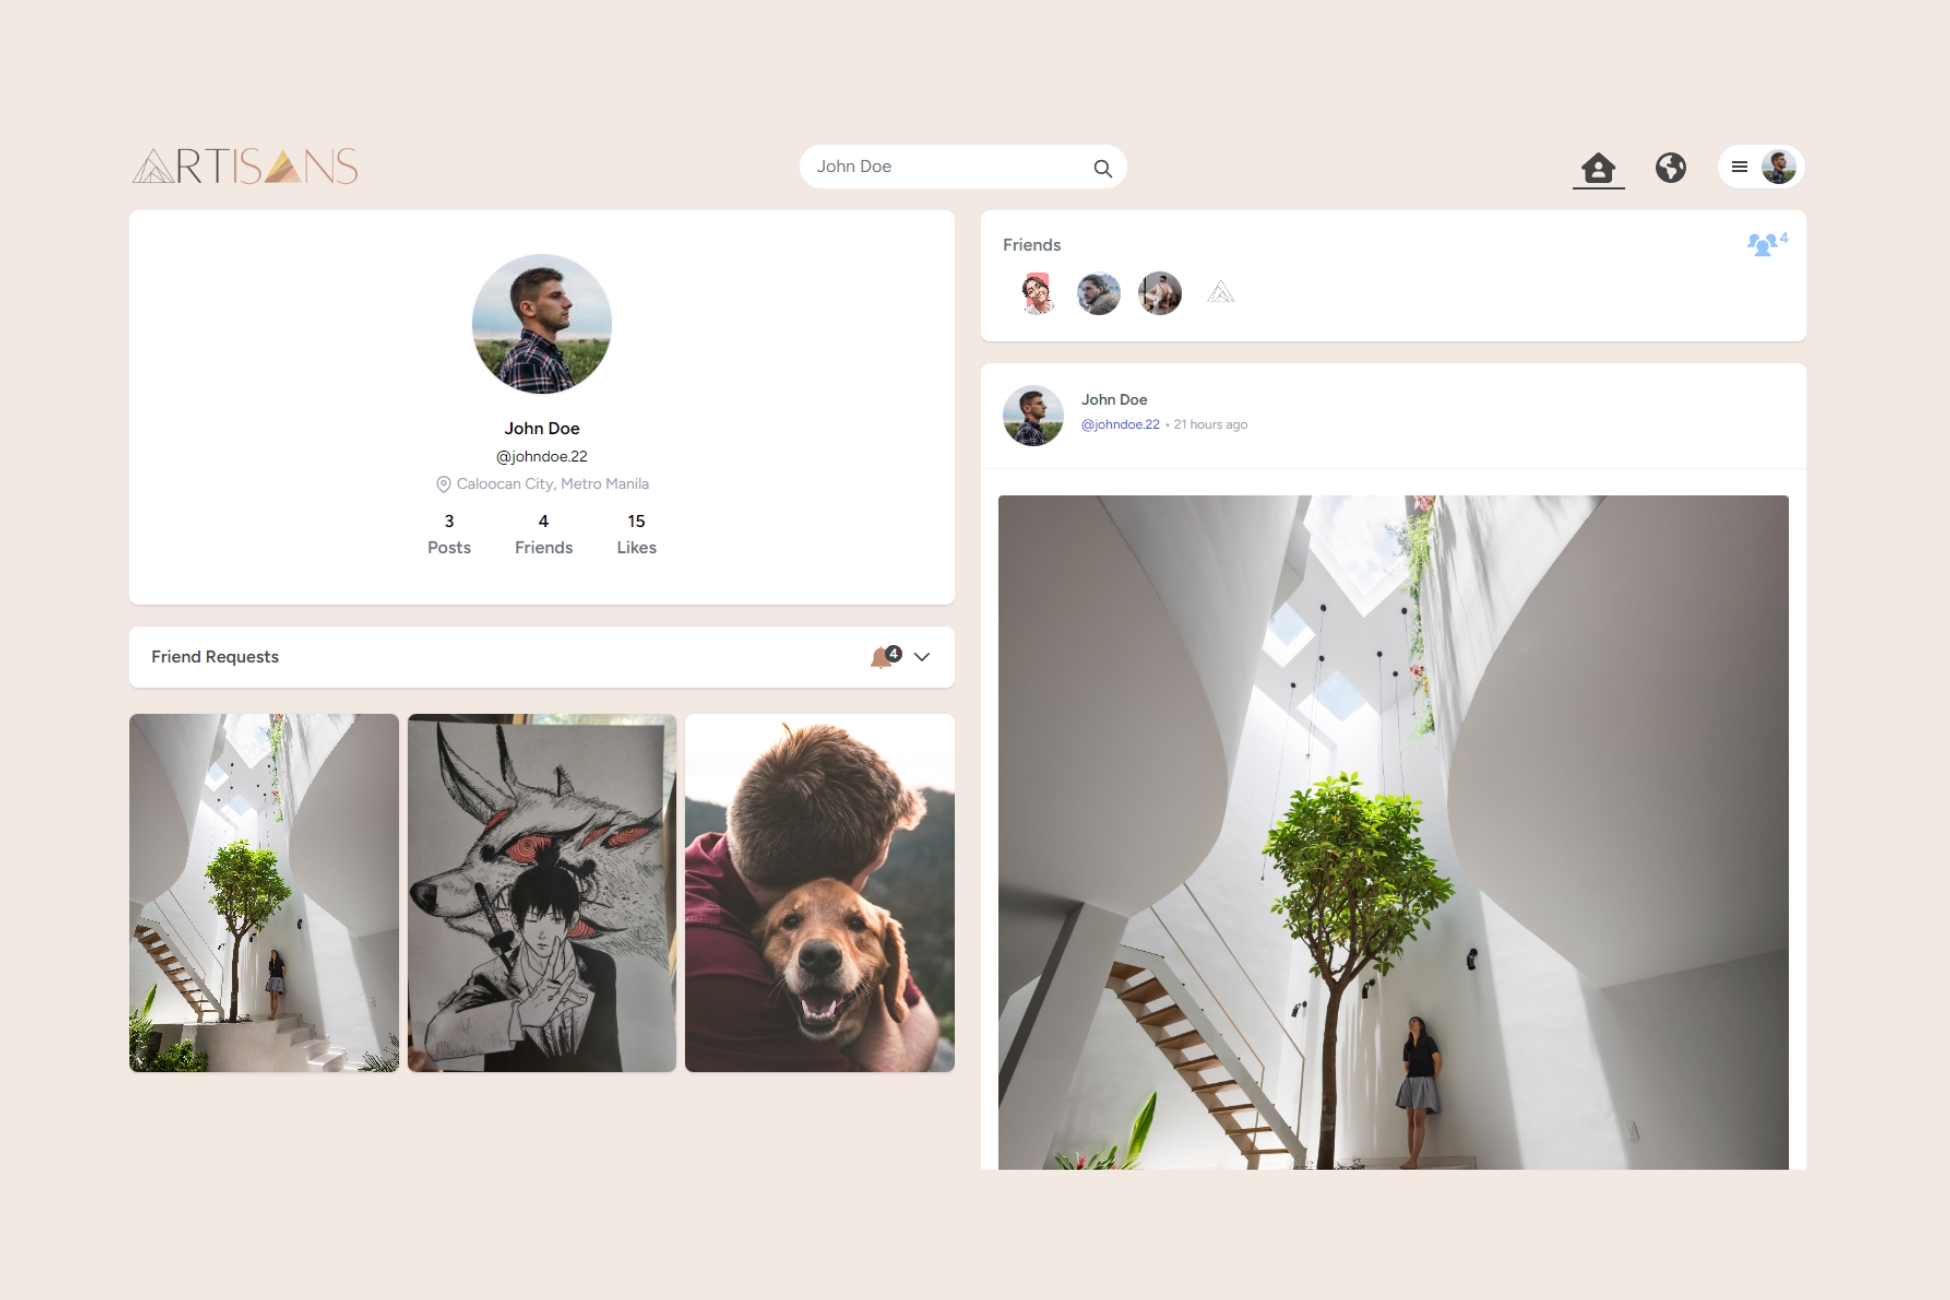 ARTISANS
John Doe
John Doe
@johndoe.22
Caloocan City, Metro Manila
3 4 15
Posts Friends Likes
Friend Requests
4
Friends
4
John Doe
@johndoe.22 • 21 hours ago